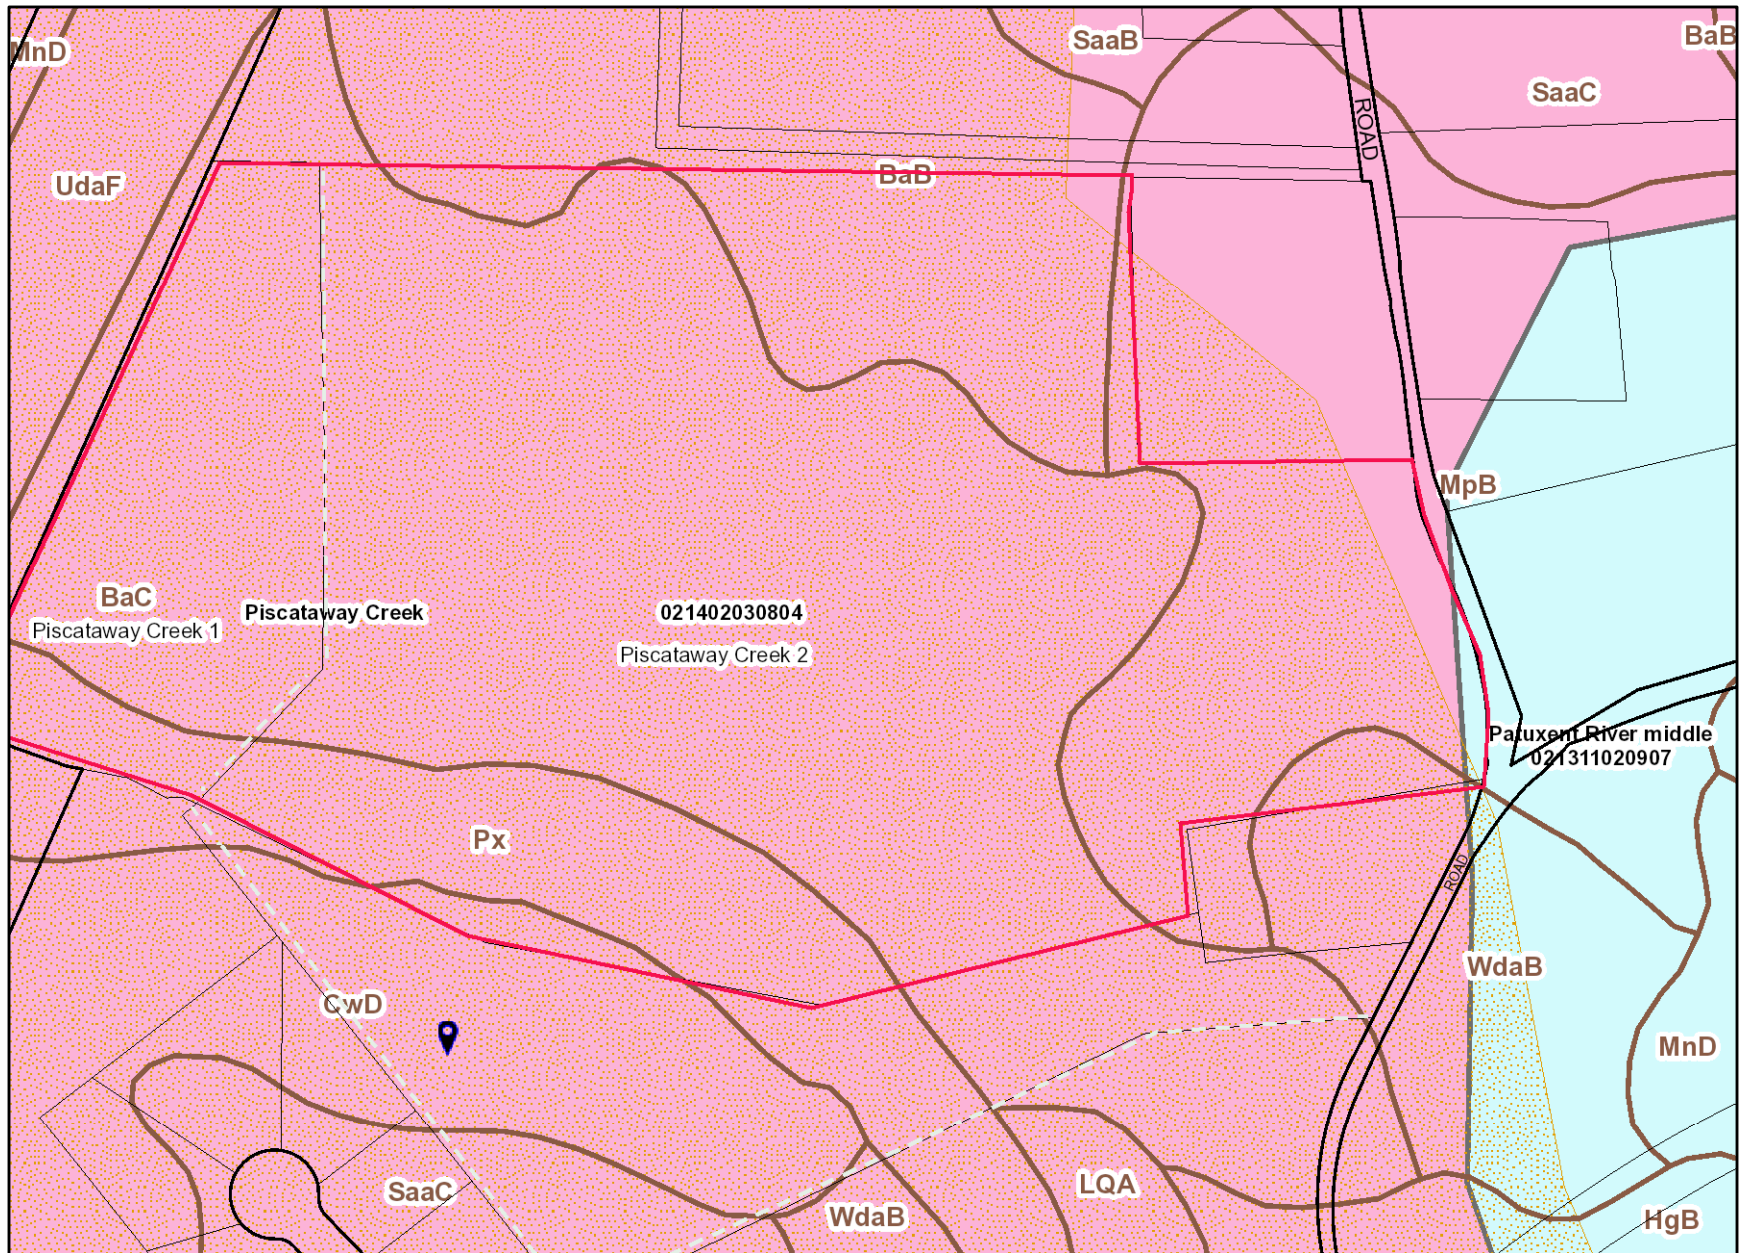 MnD
SaaB
BaB
SaaC
ROAD
BaB
UdaF
MpB
BaC
Piscataway Creek 1
Piscataway Creek
021402030804
Piscataway Creek 2
Patuxent River middle
021311020907
Px
ROAD
WdaB
CwD
MnD
SaaC
LQA
WdaB
HgB